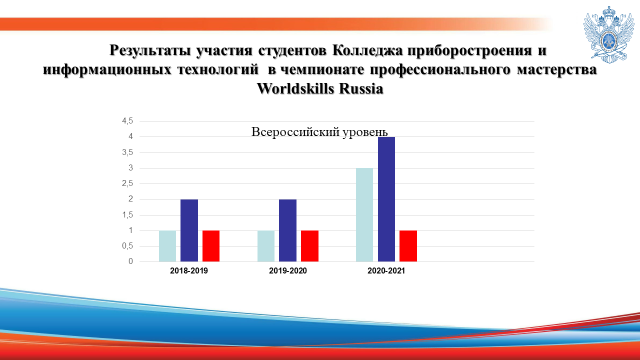 Результаты участия студентов Колледжа приборостроения и
информационных технологий в чемпионате профессионального мастерства
Worldskills Russia
Всероссийский уровень
4,5
4
3,5
3
2,5
2
1,5
1
0,5
0
2018-2019 2019-2020 2020-2021